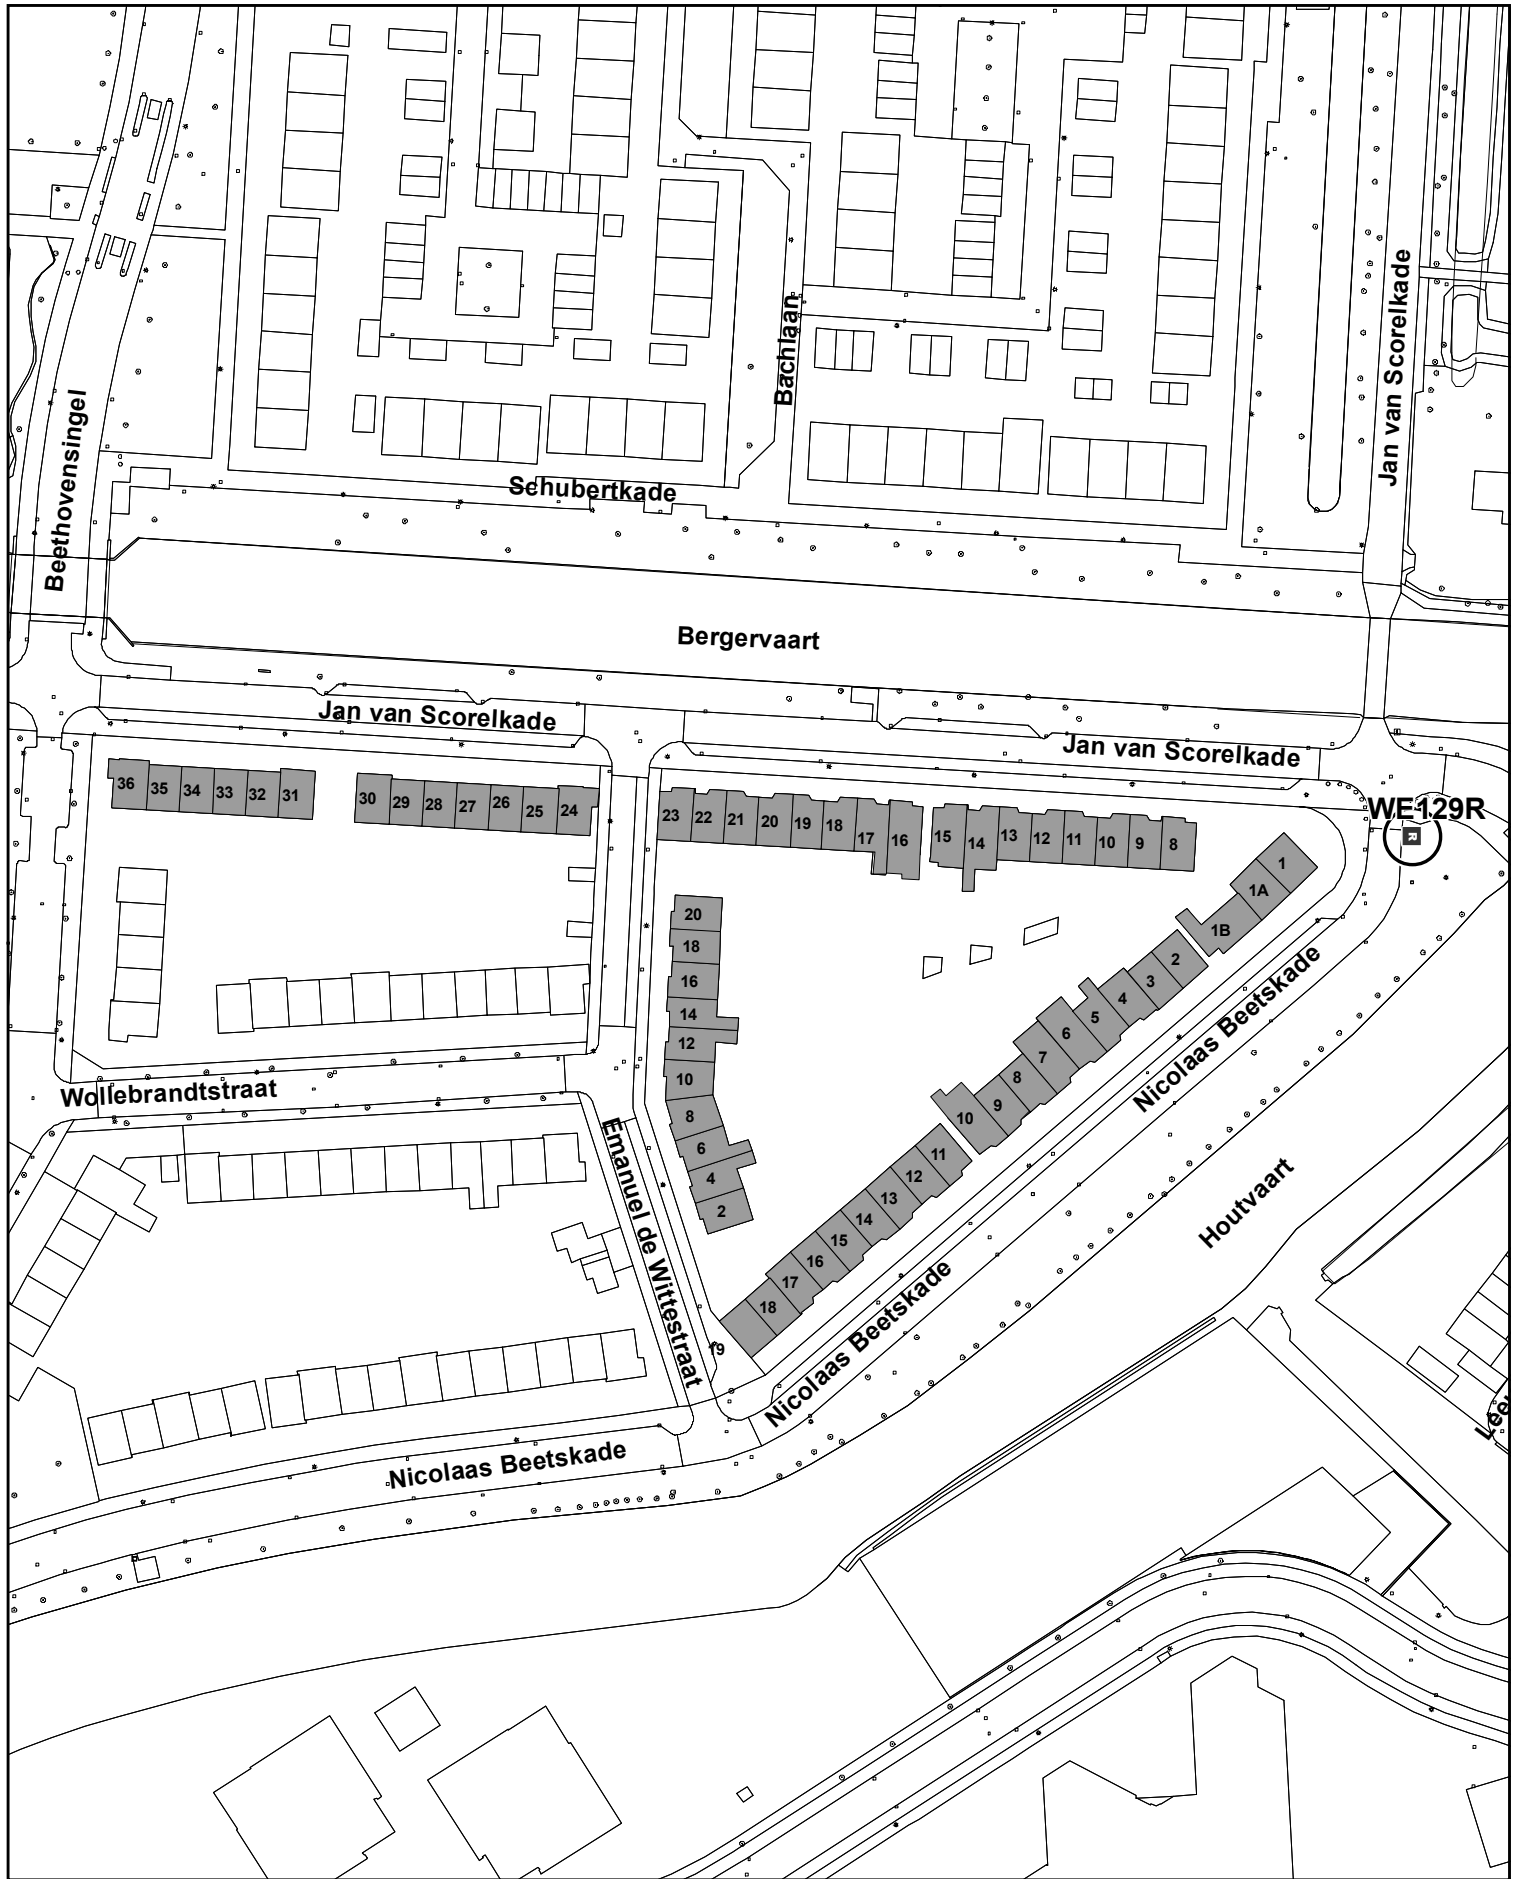 Jan van Scorelkade
Bachlaan
Beethovensingel
Schubertkade
Bergervaart
Jan van Scorelkade
Jan van Scorelkade
WE129R
R
36 35 34 33 32 31
30 29 28 27 26 25 24
23 22 21 20 19 18 17 16
15 14 13 12 11 10 9 8
1
1A
1B
2
3
4
5
6
7
8
9
10
11
12
13
14
15
16
17
18
19
20
18
16
14
12
10
8
6
4
2
Nicolaas Beetskade
Wollebrandtstraat
Emanuel de Wittestraat
Houtvaart
Nicolaas Beetskade
Nicolaas Beetskade